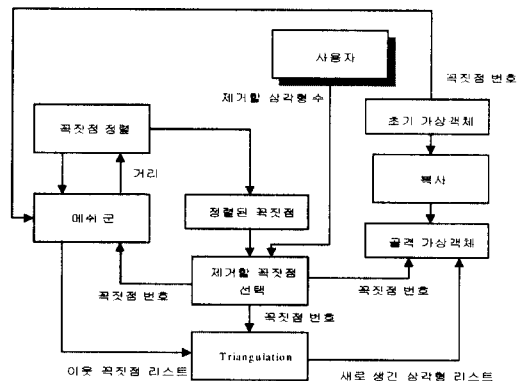 사용자
꼭짓점 번호
제거할 삼각형 수
꼭짓점 정렬
초기 가상객체
거리
복사
메쉬 군
정렬된 꼭짓점
골격 가상객체
제거할 꼭짓점
선택
꼭짓점 번호
꼭짓점 번호
꼭짓점 번호
Triangulation
이웃 꼭짓점 리스트
새로 생긴 삼각형 리스트